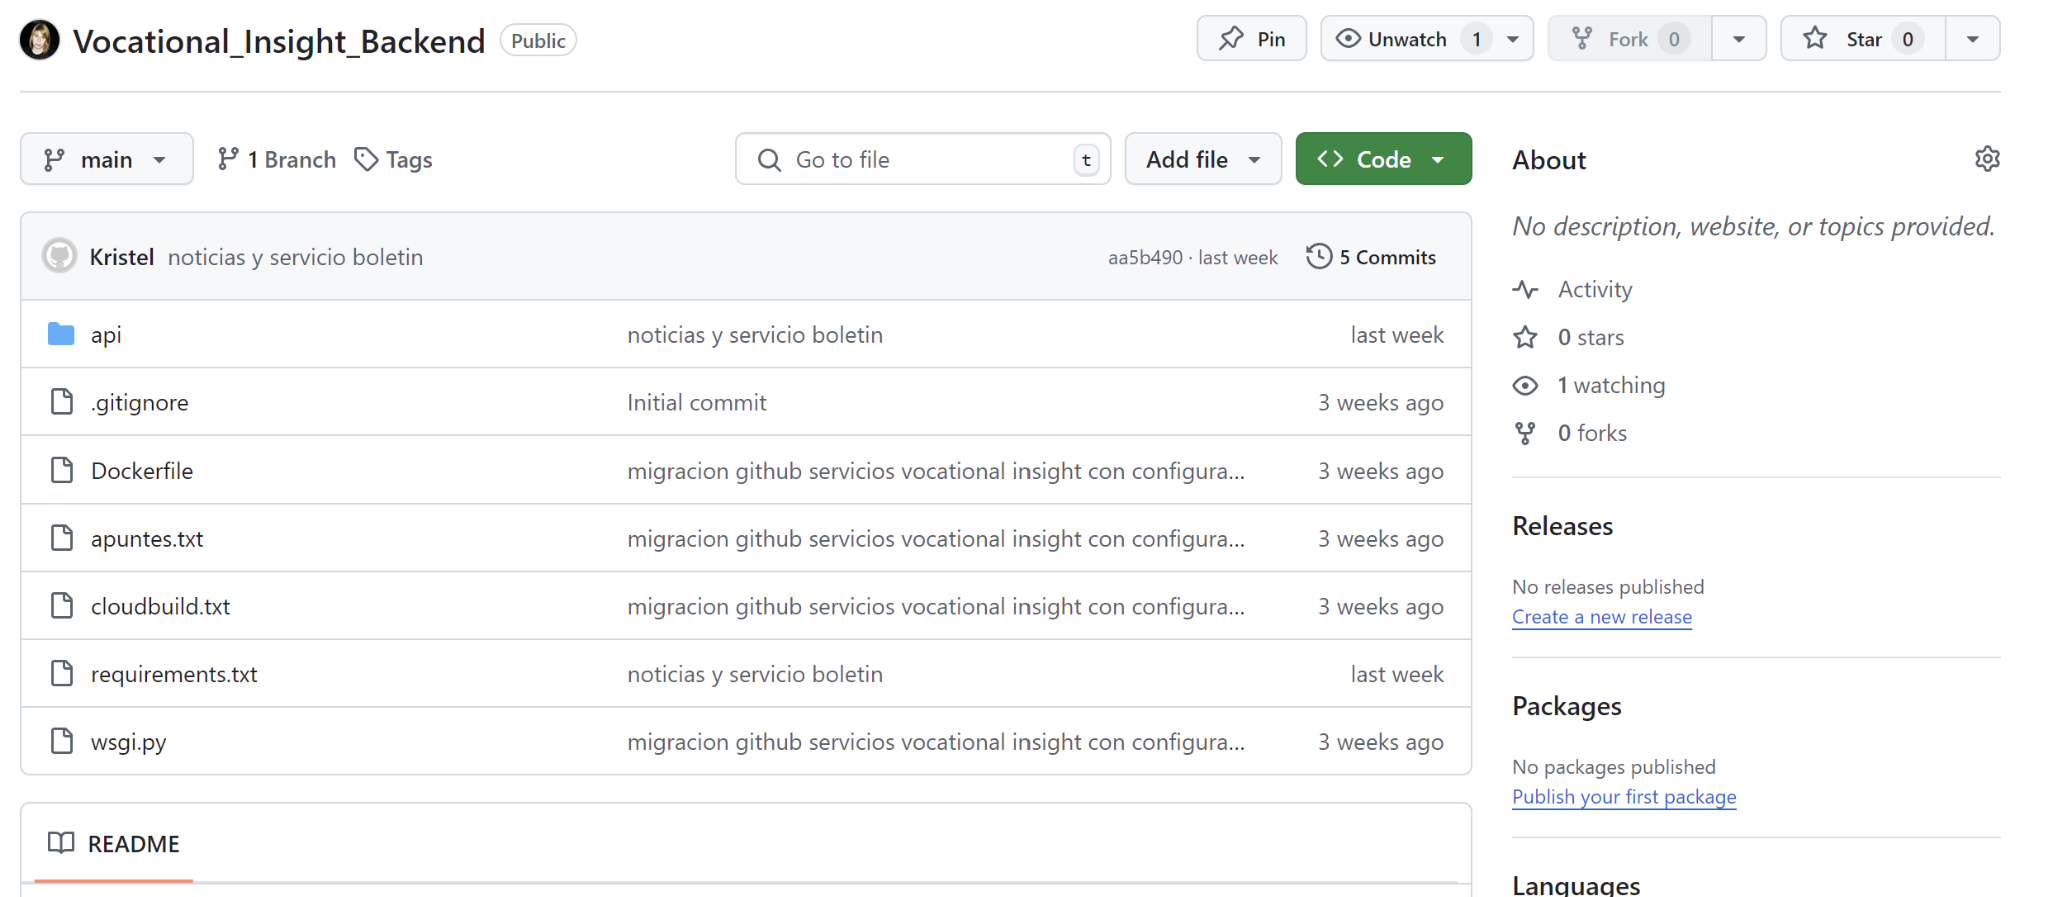 Vocational_Insight_Backend Public Pin Unwatch 1 Fork 0 Star 0
main 1 Branch Tags Go to file t Add file Code
Kristel noticias y servicio boletin aa5b490 · last week 5 Commits
api noticias y servicio boletin last week
.gitignore Initial commit 3 weeks ago
Dockerfile migracion github servicios vocational insight con configura... 3 weeks ago
apuntes.txt migracion github servicios vocational insight con configura... 3 weeks ago
cloudbuild.txt migracion github servicios vocational insight con configura... 3 weeks ago
requirements.txt noticias y servicio boletin last week
wsgi.py migracion github servicios vocational insight con configura... 3 weeks ago
README
About
No description, website, or topics provided.
Activity
0 stars
1 watching
0 forks
Releases
No releases published
Create a new release
Packages
No packages published
Publish your first package
Languages